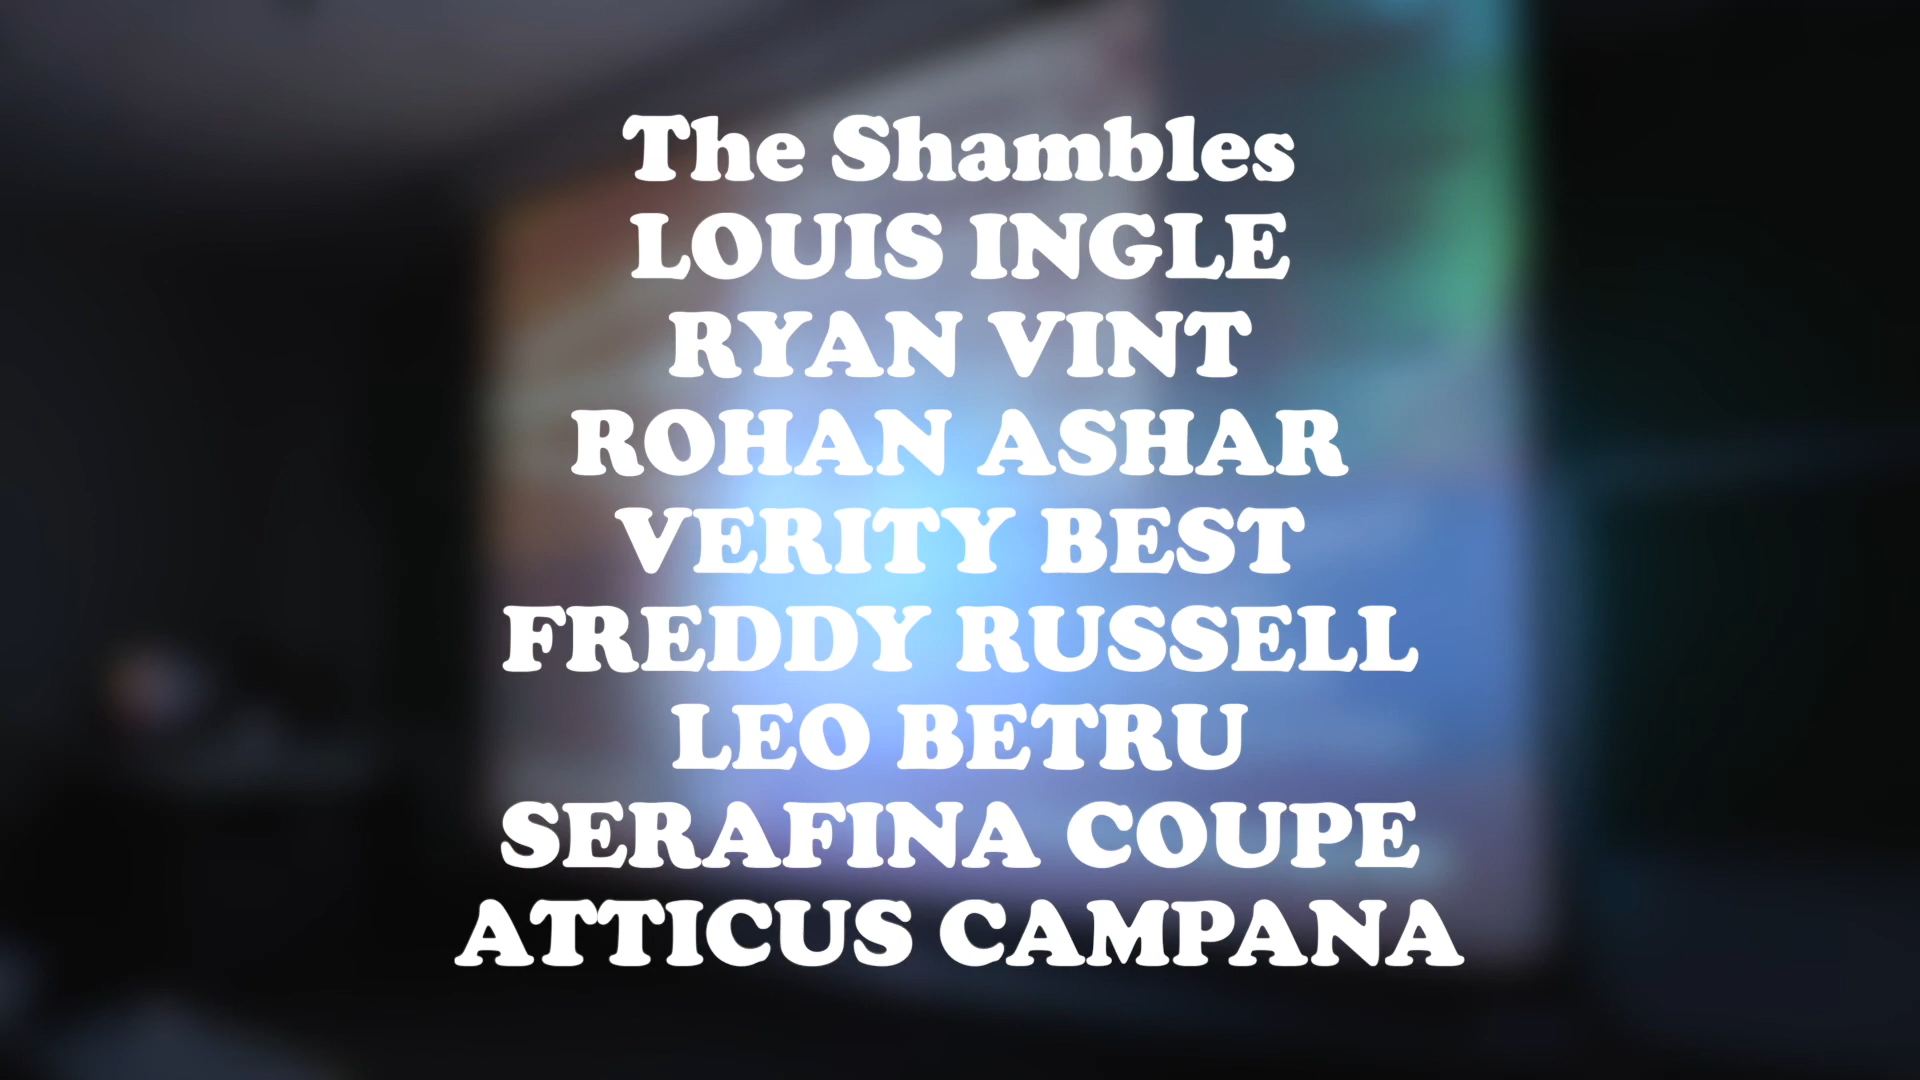 The Shambles
LOUIS INGLE
RYAN VINT
ROHAN ASHAR
VERITY BEST
FREDDY RUSSELL
LEO BETRU
SERAFINA COUPE
ATTICUS CAMPANA